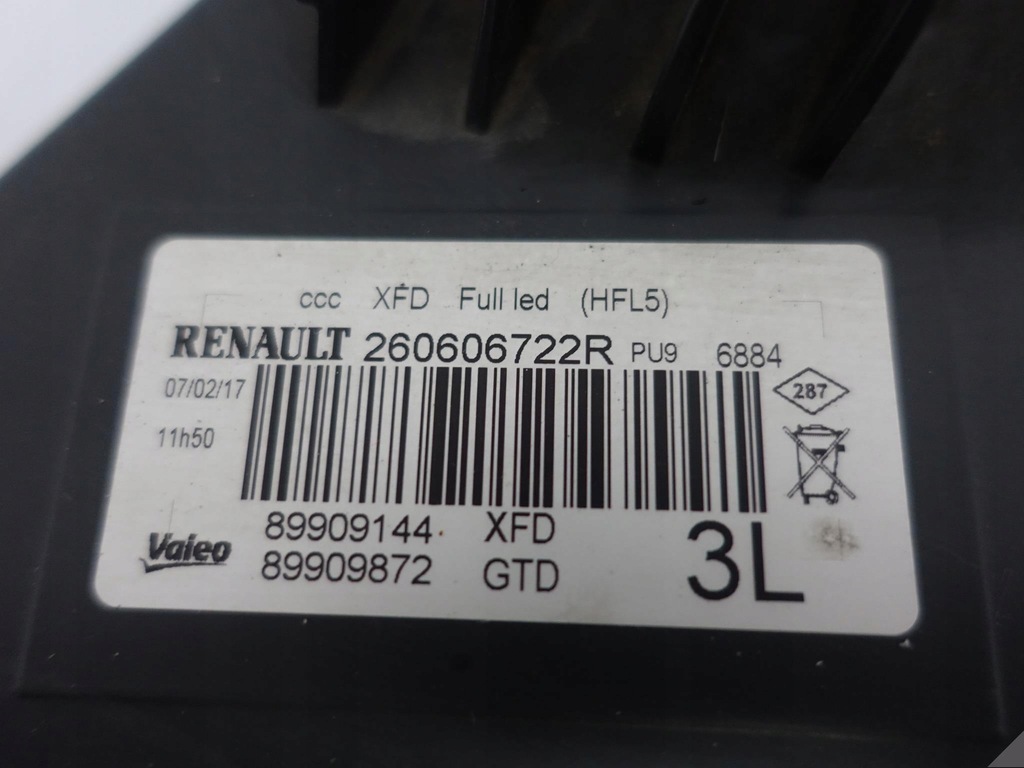 ccc XFD Full led (HFL5)
RENAULT 260606722R PU9 6884
07/02/17
287
11h50
89909144 XFD
Valeo
89909872 GTD
3L